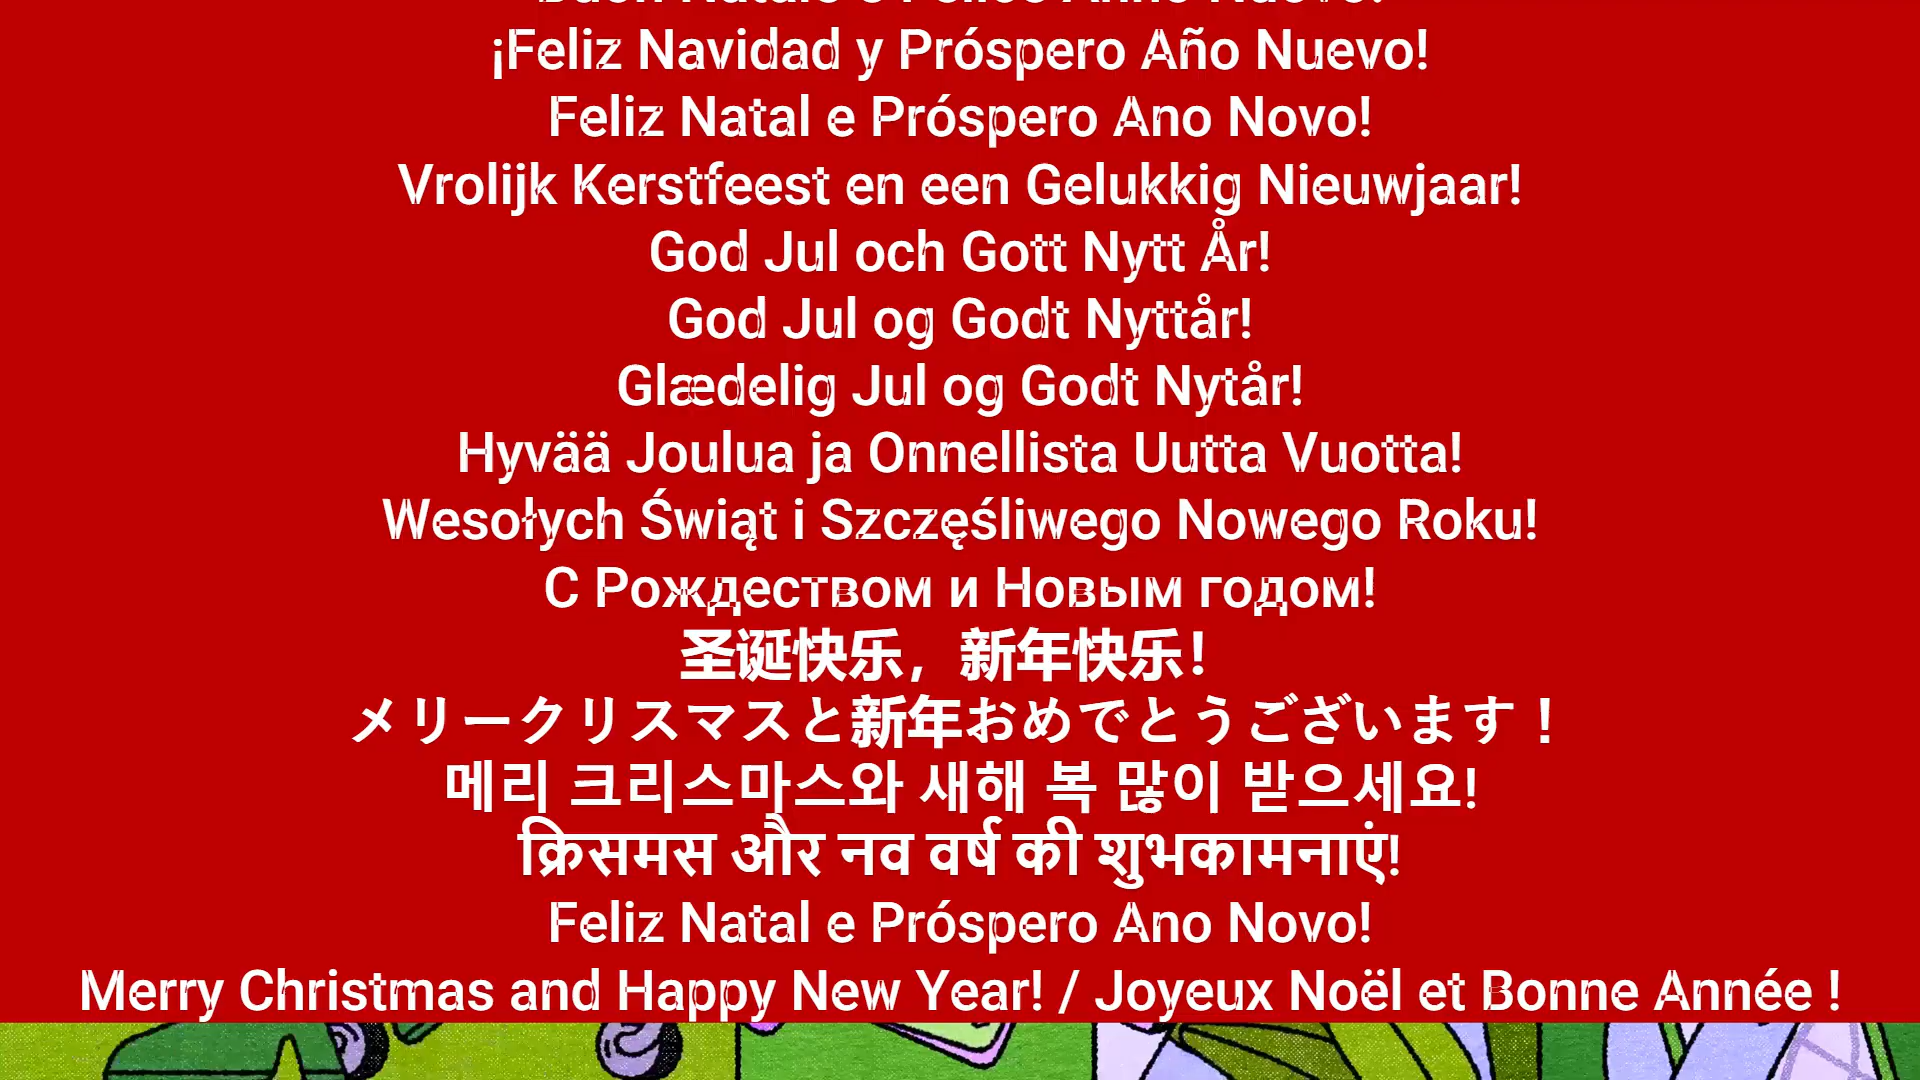 Buon Natale e Felice Anno Nuovo!
¡Feliz Navidad y Próspero Año Nuevo!
Feliz Natal e Próspero Ano Novo!
Vrolijk Kerstfeest en een Gelukkig Nieuwjaar!
God Jul och Gott Nytt År!
God Jul og Godt Nyttår!
Glædelig Jul og Godt Nytår!
Hyvää Joulua ja Onnellista Uutta Vuotta!
Wesołych Świąt i Szczęśliwego Nowego Roku!
С Рождеством и Новым годом!
圣诞快乐，新年快乐！
メリークリスマスと新年おめでとうございます！
메리 크리스마스와 새해 복 많이 받으세요!
क्रिसमस और नव वर्ष की शुभकामनाएं!
Feliz Natal e Próspero Ano Novo!
Merry Christmas and Happy New Year! / Joyeux Noël et Bonne Année !